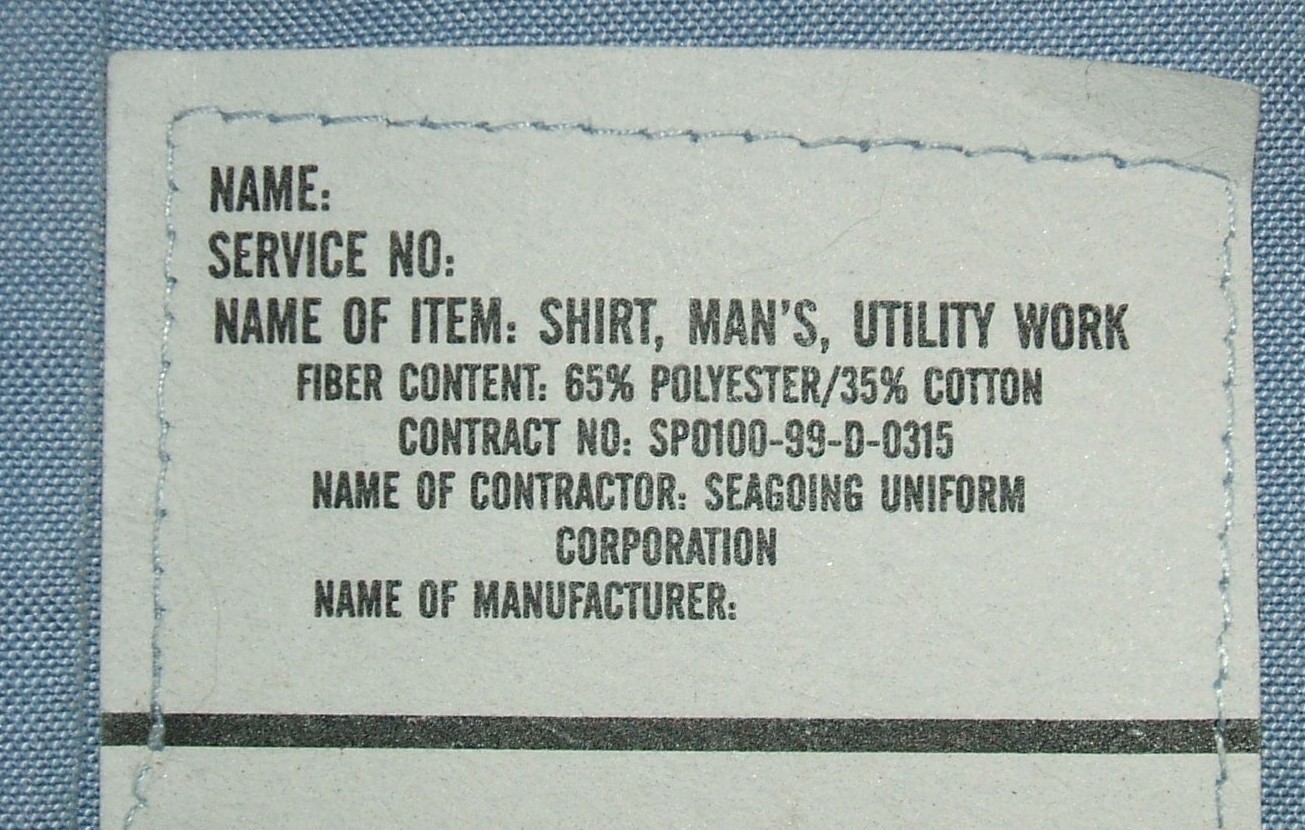 NAME:
SERVICE NO:
NAME OF ITEM: SHIRT, MAN'S, UTILITY WORK
FIBER CONTENT: 65% POLYESTER/35% COTTON
CONTRACT NO: SP0100-99-D-0315
NAME OF CONTRACTOR: SEAGOING UNIFORM
CORPORATION
NAME OF MANUFACTURER: